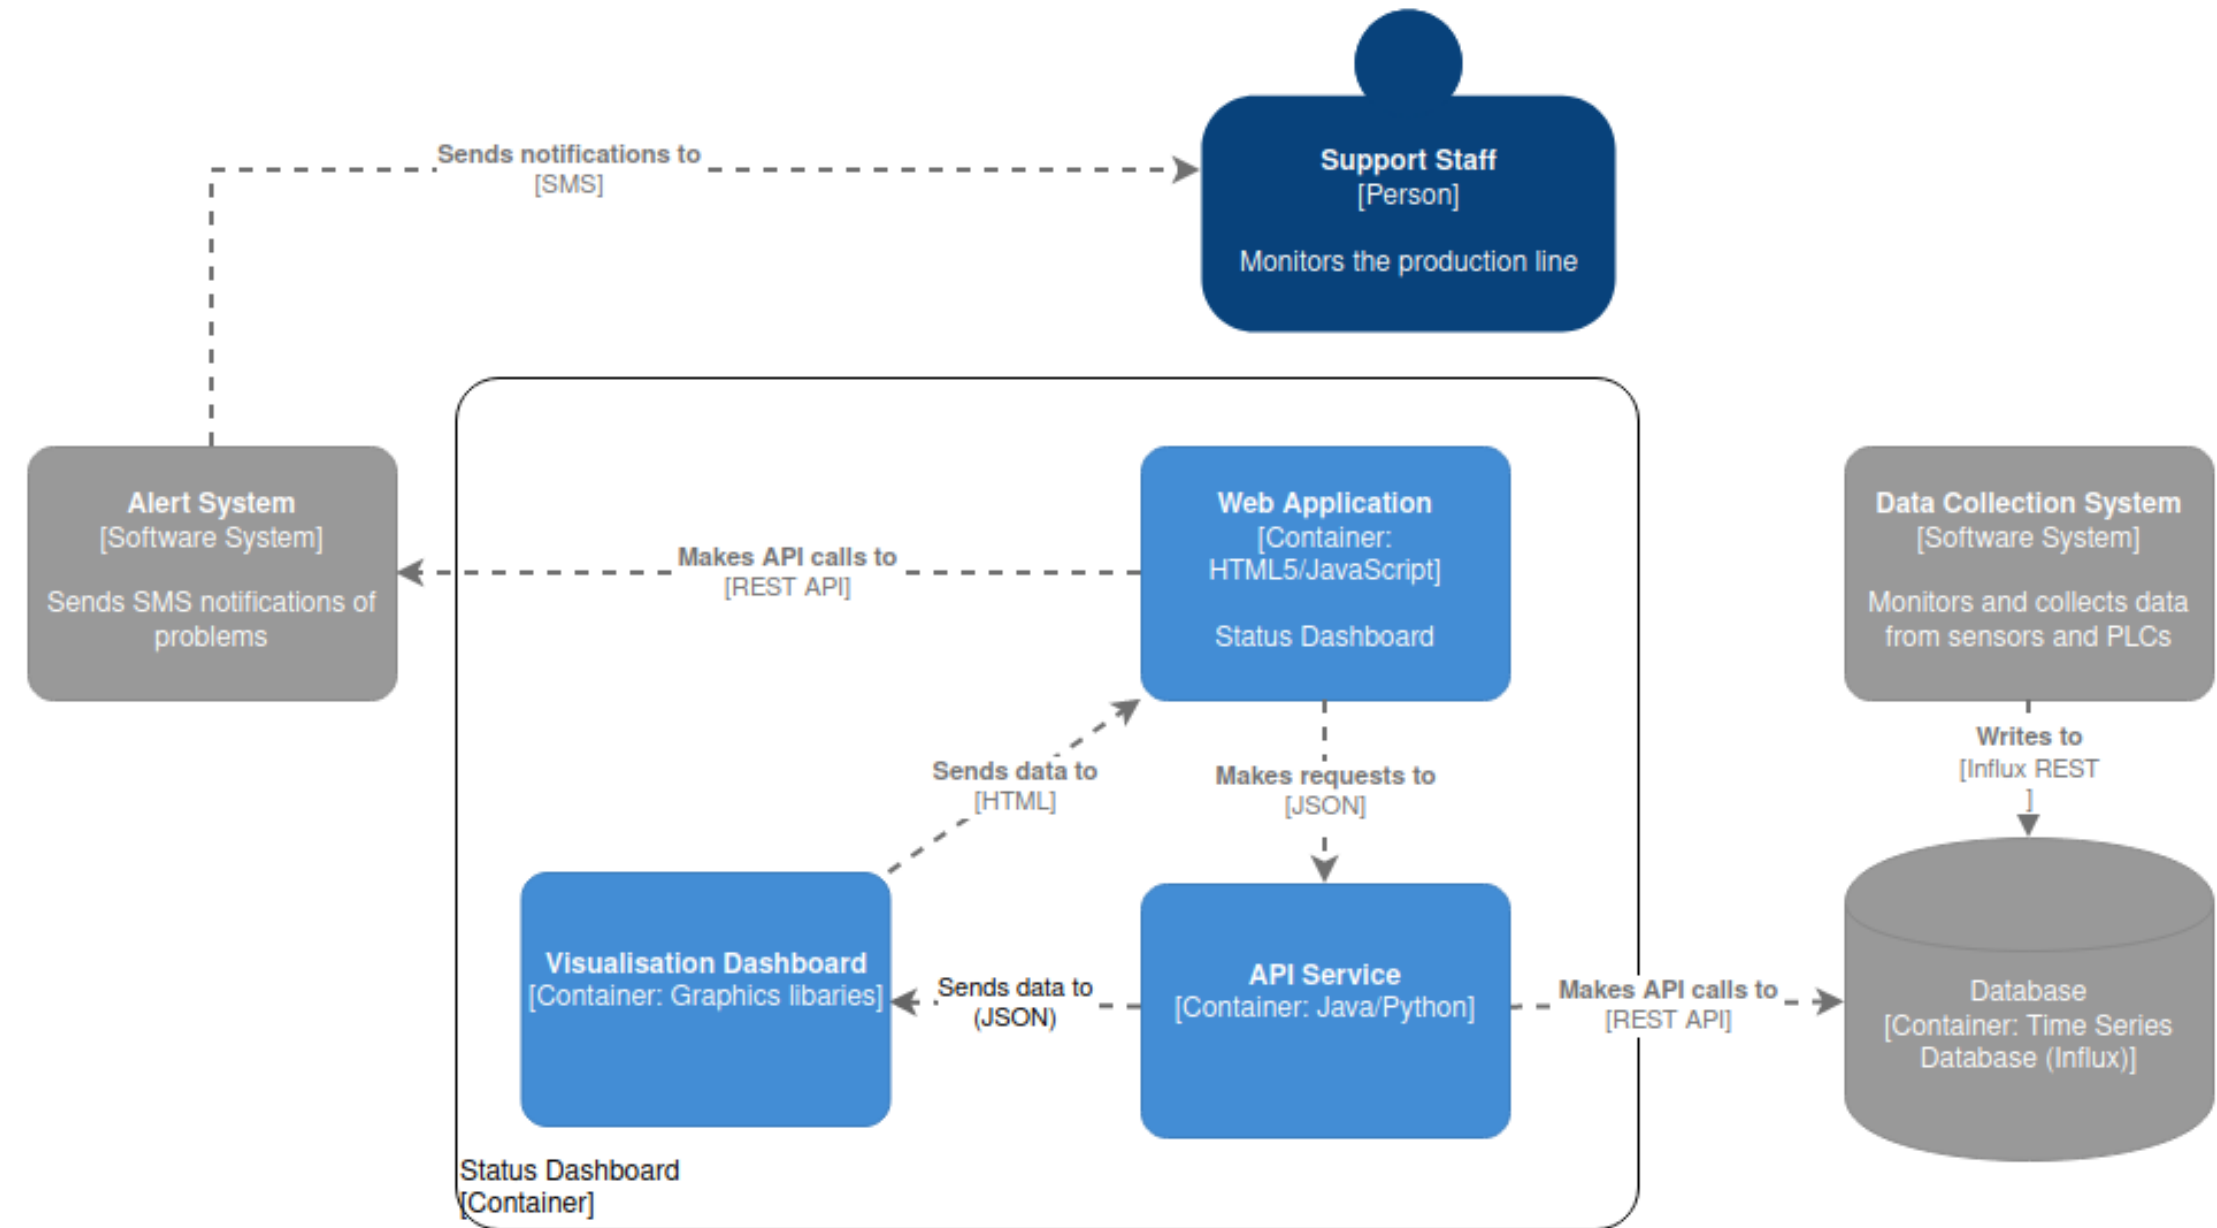 Sends notifications to
[SMS]
Support Staff
[Person]
Monitors the production line
Alert System
[Software System]
Sends SMS notifications of
problems
Makes API calls to
[REST API]
Web Application
[Container:
HTML5/JavaScript]
Status Dashboard
Data Collection System
[Software System]
Monitors and collects data
from sensors and PLCs
Sends data to
[HTML]
Makes requests to
[JSON]
Writes to
[Influx REST
]
Visualisation Dashboard
[Container: Graphics libaries]
Sends data to
(JSON)
API Service
[Container: Java/Python]
Makes API calls to
[REST API]
Database
[Container: Time Series
Database (Influx)]
Status Dashboard
[Container]